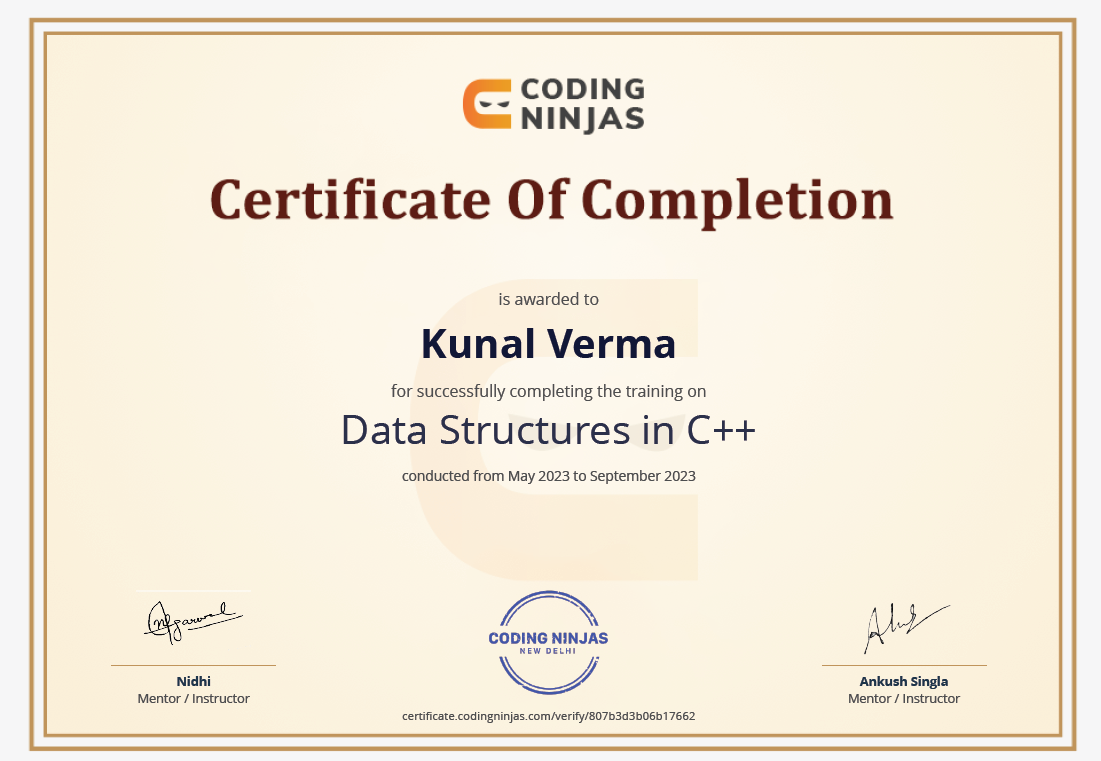 CODING
NINJAS
Certificate Of Completion
is awarded to
Kunal Verma
for successfully completing the training on
Data Structures in C++
conducted from May 2023 to September 2023
CODING NINJAS
NEW DELHI
Nidhi
Mentor / Instructor
Ankush Singla
Mentor / Instructor
certificate.codingninjas.com/verify/807b3d3b06b17662